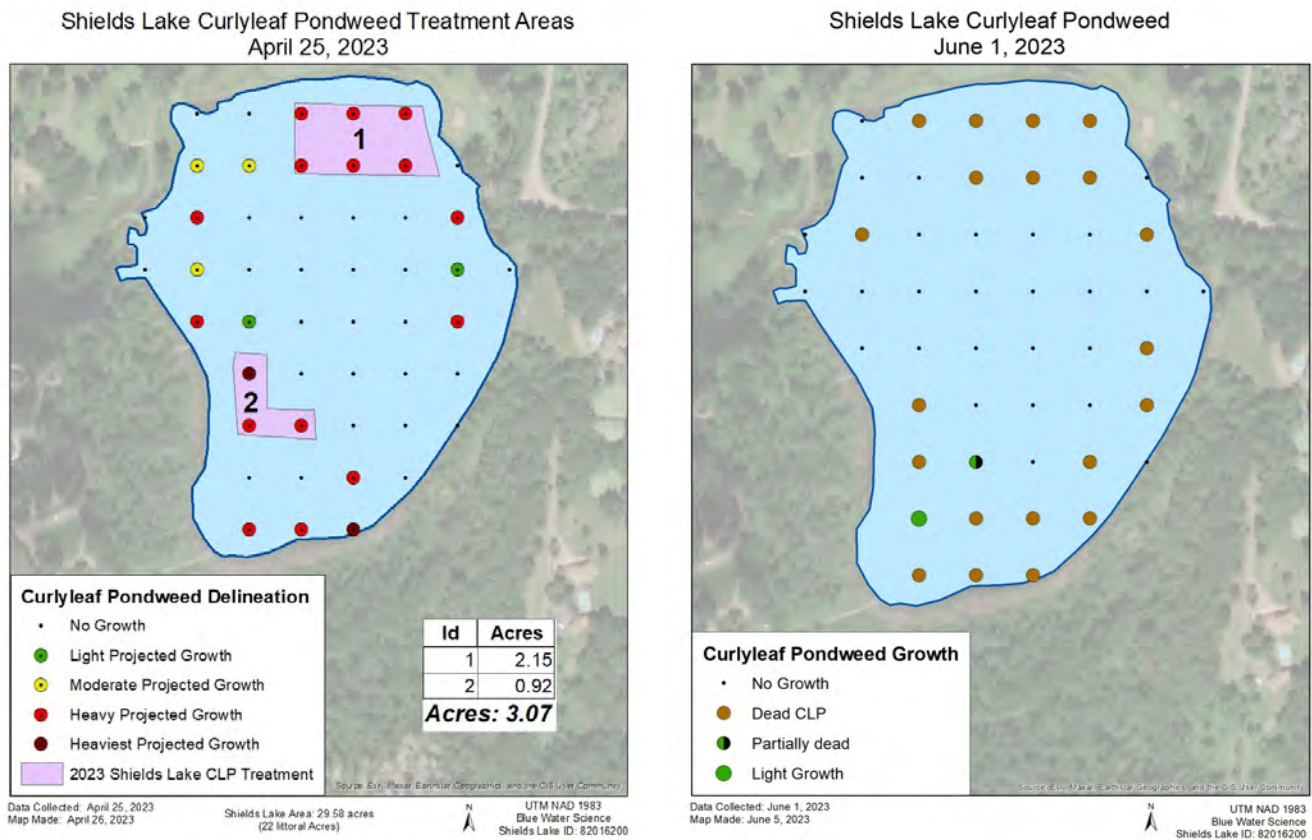 Shields Lake Curlyleaf Pondweed Treatment Areas
April 25, 2023
1
2
Curlyleaf Pondweed Delineation
No Growth
Light Projected Growth
Moderate Projected Growth
Heavy Projected Growth
Heaviest Projected Growth
2023 Shields Lake CLP Treatment
Id Acres
1 2.15
2 0.92
Acres: 3.07
Source: Esri, Maxar, Earthstar Geographics, and the GIS User Community
Data Collected: April 25, 2023
Map Made: April 26, 2023
Shields Lake Area: 29.58 acres
(22 littoral Acres)
N
UTM NAD 1983
Blue Water Science
Shields Lake ID: 82016200
Shields Lake Curlyleaf Pondweed
June 1, 2023
Curlyleaf Pondweed Growth
No Growth
Dead CLP
Partially dead
Light Growth
Source: Esri, Maxar, Earthstar Geographics, and the GIS User Community
Data Collected: June 1, 2023
Map Made: June 5, 2023
N
UTM NAD 1983
Blue Water Science
Shields Lake ID: 82016200